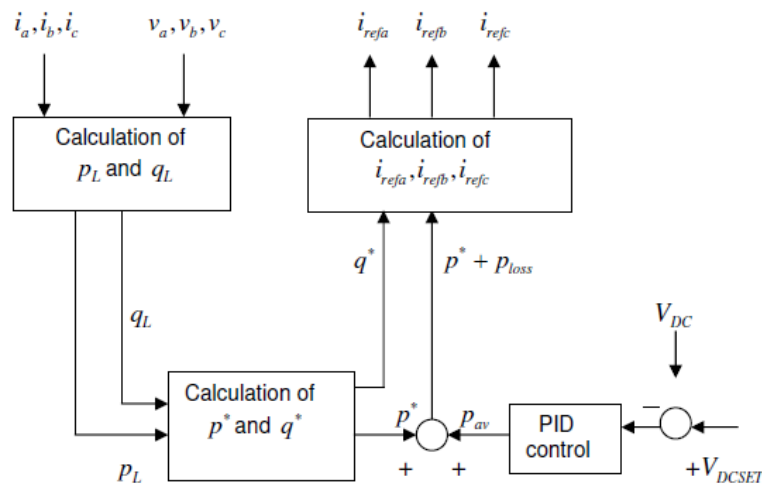 i_a, i_b, i_c
v_a, v_b, v_c
i_refa
i_refb
i_refc
Calculation of
p_L and q_L
Calculation of
i_refa, i_refb, i_refc
q^*
p^* + p_loss
q_L
V_DC
Calculation of
p^* and q^*
p^*
p_av
PID
control
−
p_L
+
+
+V_DCSET